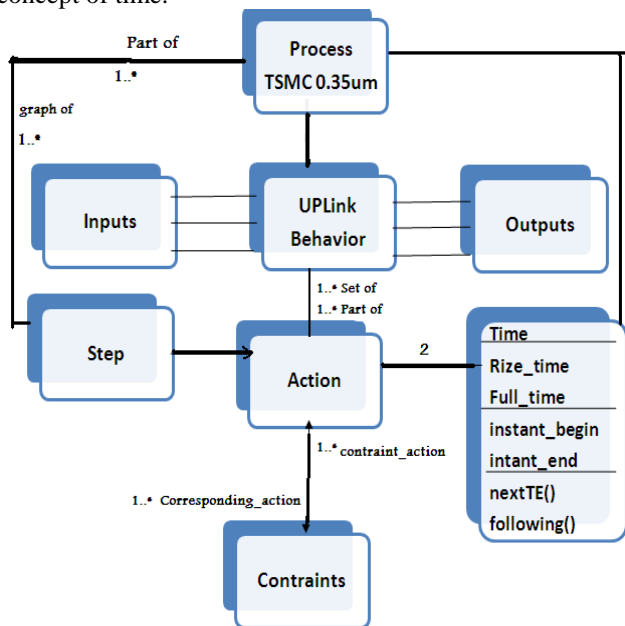 concept of time.
Part of
1..*
Process
TSMC 0.35um
graph of
1..*
Inputs
UPLink
Behavior
Outputs
1..* Set of
1..* Part of
Step
Action
2
Time
Rize_time
Full_time
instant_begin
intant_end
nextTE()
following()
1..* contraint_action
1..* Corresponding_action
Contraints